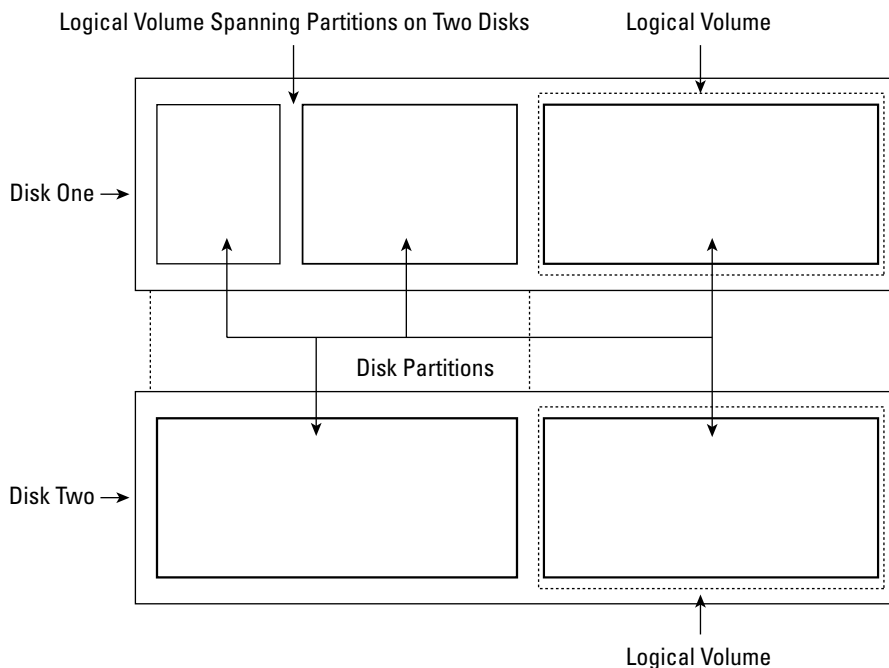 Logical Volume Spanning Partitions on Two Disks
Logical Volume
Disk One
Disk Partitions
Disk Two
Logical Volume